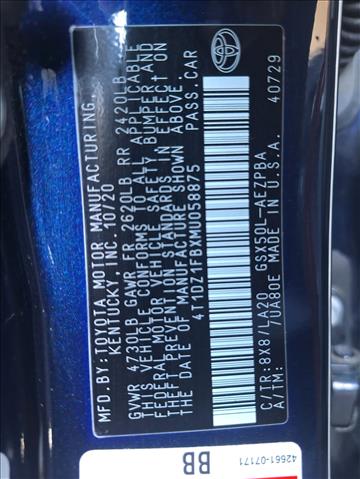 MFD. BY: TOYOTA MOTOR MANUFACTURING,
KENTUCKY, INC. 10/20
GVWR 4730LB GAWR FR 2620LB RR 2420LB
THIS VEHICLE CONFORMS TO ALL APPLICABLE
FEDERAL MOTOR VEHICLE SAFETY, BUMPER, AND
THEFT PREVENTION STANDARDS IN EFFECT ON
THE DATE OF MANUFACTURE SHOWN ABOVE.
4T1DZ1FBXMU058875 PASS. CAR
C/TR: 8X8/LA20 GSX50L-AEZPBA
A/TM: /UA80E MADE IN U.S.A. 40729
42661-07171
BB